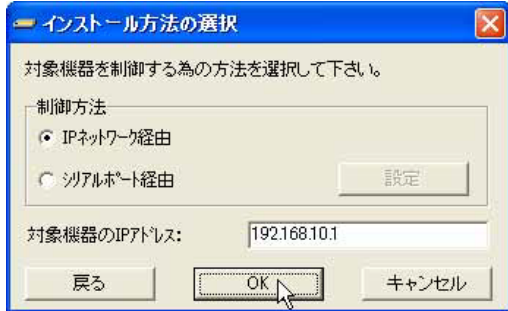 インストール方法の選択
対象機器を制御する為の方法を選択して下さい。
制御方法
IPネットワーク経由
シリアルポート経由
設定
対象機器のIPアドレス: 192.168.10.1
戻る OK キャンセル